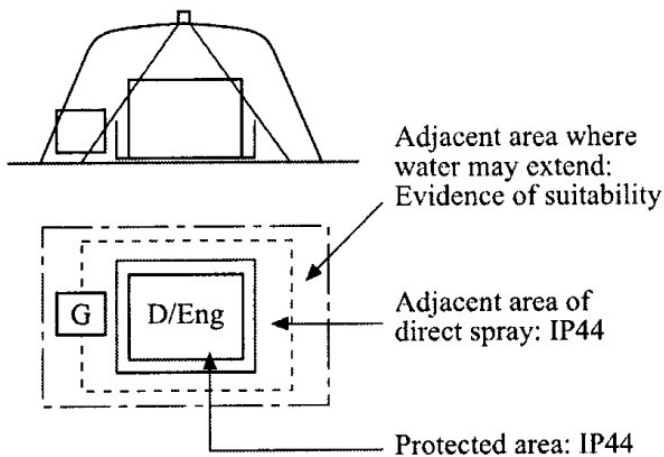 Adjacent area where
water may extend:
Evidence of suitability
G
D/Eng
Adjacent area of
direct spray: IP44
Protected area: IP44